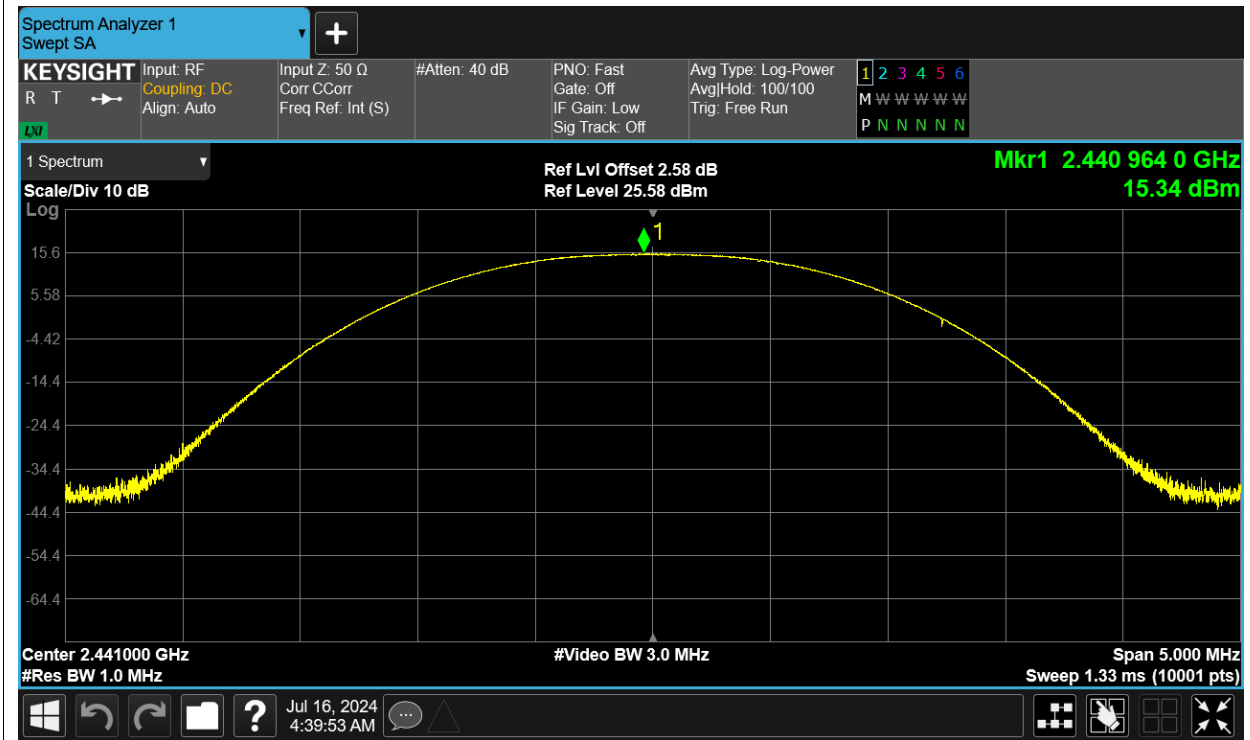 Spectrum Analyzer 1
Swept SA
+
KEYSIGHT
R T
LXI
Input: RF
Coupling: DC
Align: Auto
Input Z: 50 Ω
Corr CCorr
Freq Ref: Int (S)
#Atten: 40 dB
PNO: Fast
Gate: Off
IF Gain: Low
Sig Track: Off
Avg Type: Log-Power
Avg|Hold: 100/100
Trig: Free Run
1 2 3 4 5 6
M W W W W W
P N N N N N
1 Spectrum
Scale/Div 10 dB
Log
Ref Lvl Offset 2.58 dB
Ref Level 25.58 dBm
Mkr1 2.440 964 0 GHz
15.34 dBm
1
15.6
5.58
-4.42
-14.4
-24.4
-34.4
-44.4
-54.4
-64.4
Center 2.441000 GHz
#Res BW 1.0 MHz
#Video BW 3.0 MHz
Span 5.000 MHz
Sweep 1.33 ms (10001 pts)
?
Jul 16, 2024
4:39:53 AM